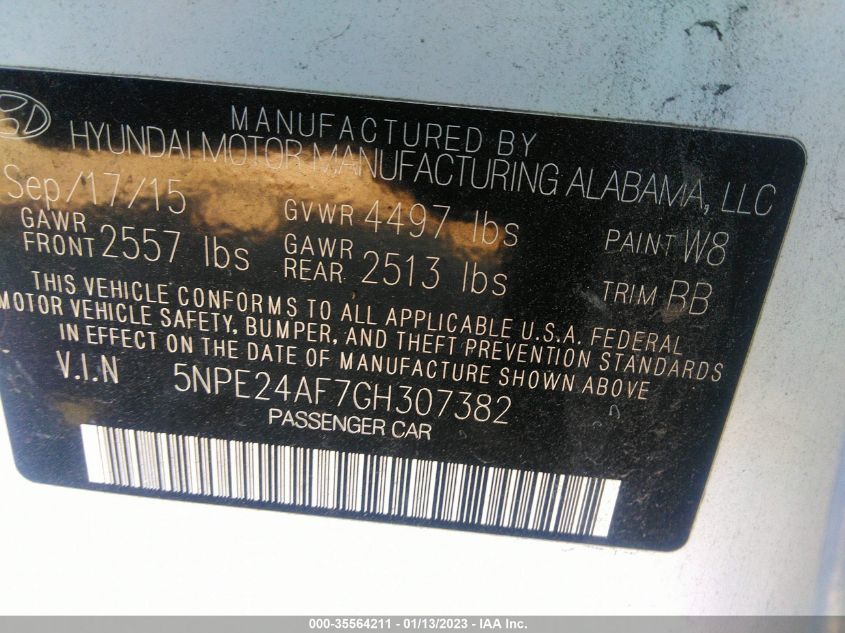 MANUFACTURED BY
HYUNDAI MOTOR MANUFACTURING ALABAMA, LLC
Sep/17/15 GVWR 4497 lbs PAINT W8
GAWR FRONT 2557 lbs GAWR REAR 2513 lbs TRIM BB
THIS VEHICLE CONFORMS TO ALL APPLICABLE U.S.A. FEDERAL
MOTOR VEHICLE SAFETY, BUMPER, AND THEFT PREVENTION STANDARDS
IN EFFECT ON THE DATE OF MANUFACTURE SHOWN ABOVE
V.I.N 5NPE24AF7GH307382
PASSENGER CAR
000-35564211 - 01/13/2023 - IAA Inc.